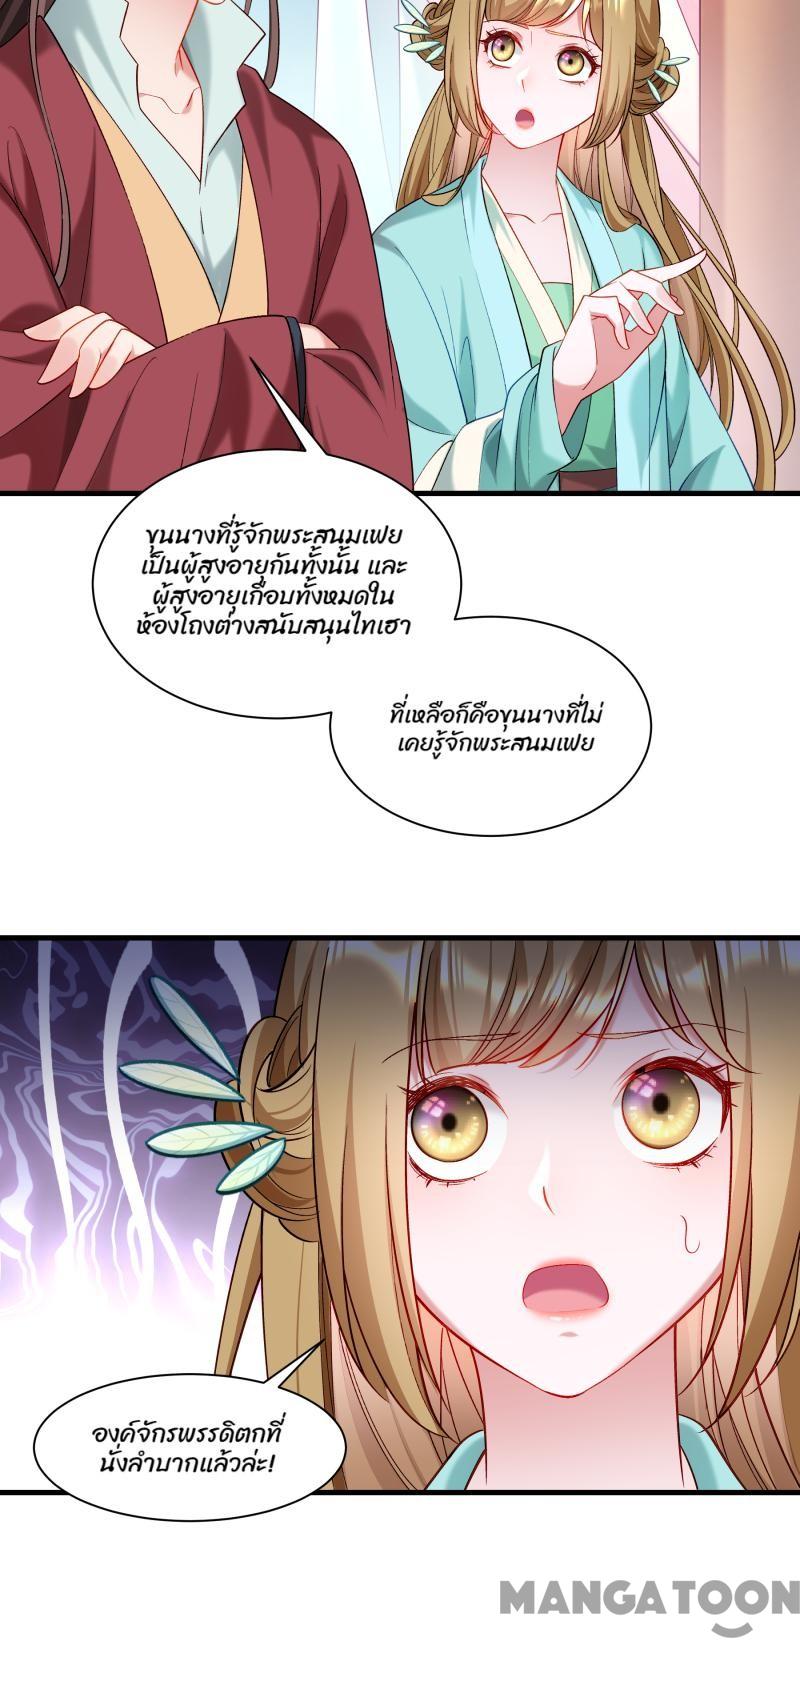 ขุนนางที่รู้จักพระสนมเฟย
เป็นผู้สูงอายุกันทั้งนั้น และ
ผู้สูงอายุเกือบทั้งหมดใน
ห้องโถงต่างสนับสนุนไทเฮา
ที่เหลือก็คือขุนนางที่ไม่
เคยรู้จักพระสนมเฟย
องค์จักรพรรดิตกที่
นั่งลำบากแล้วล่ะ!
MANGATOON